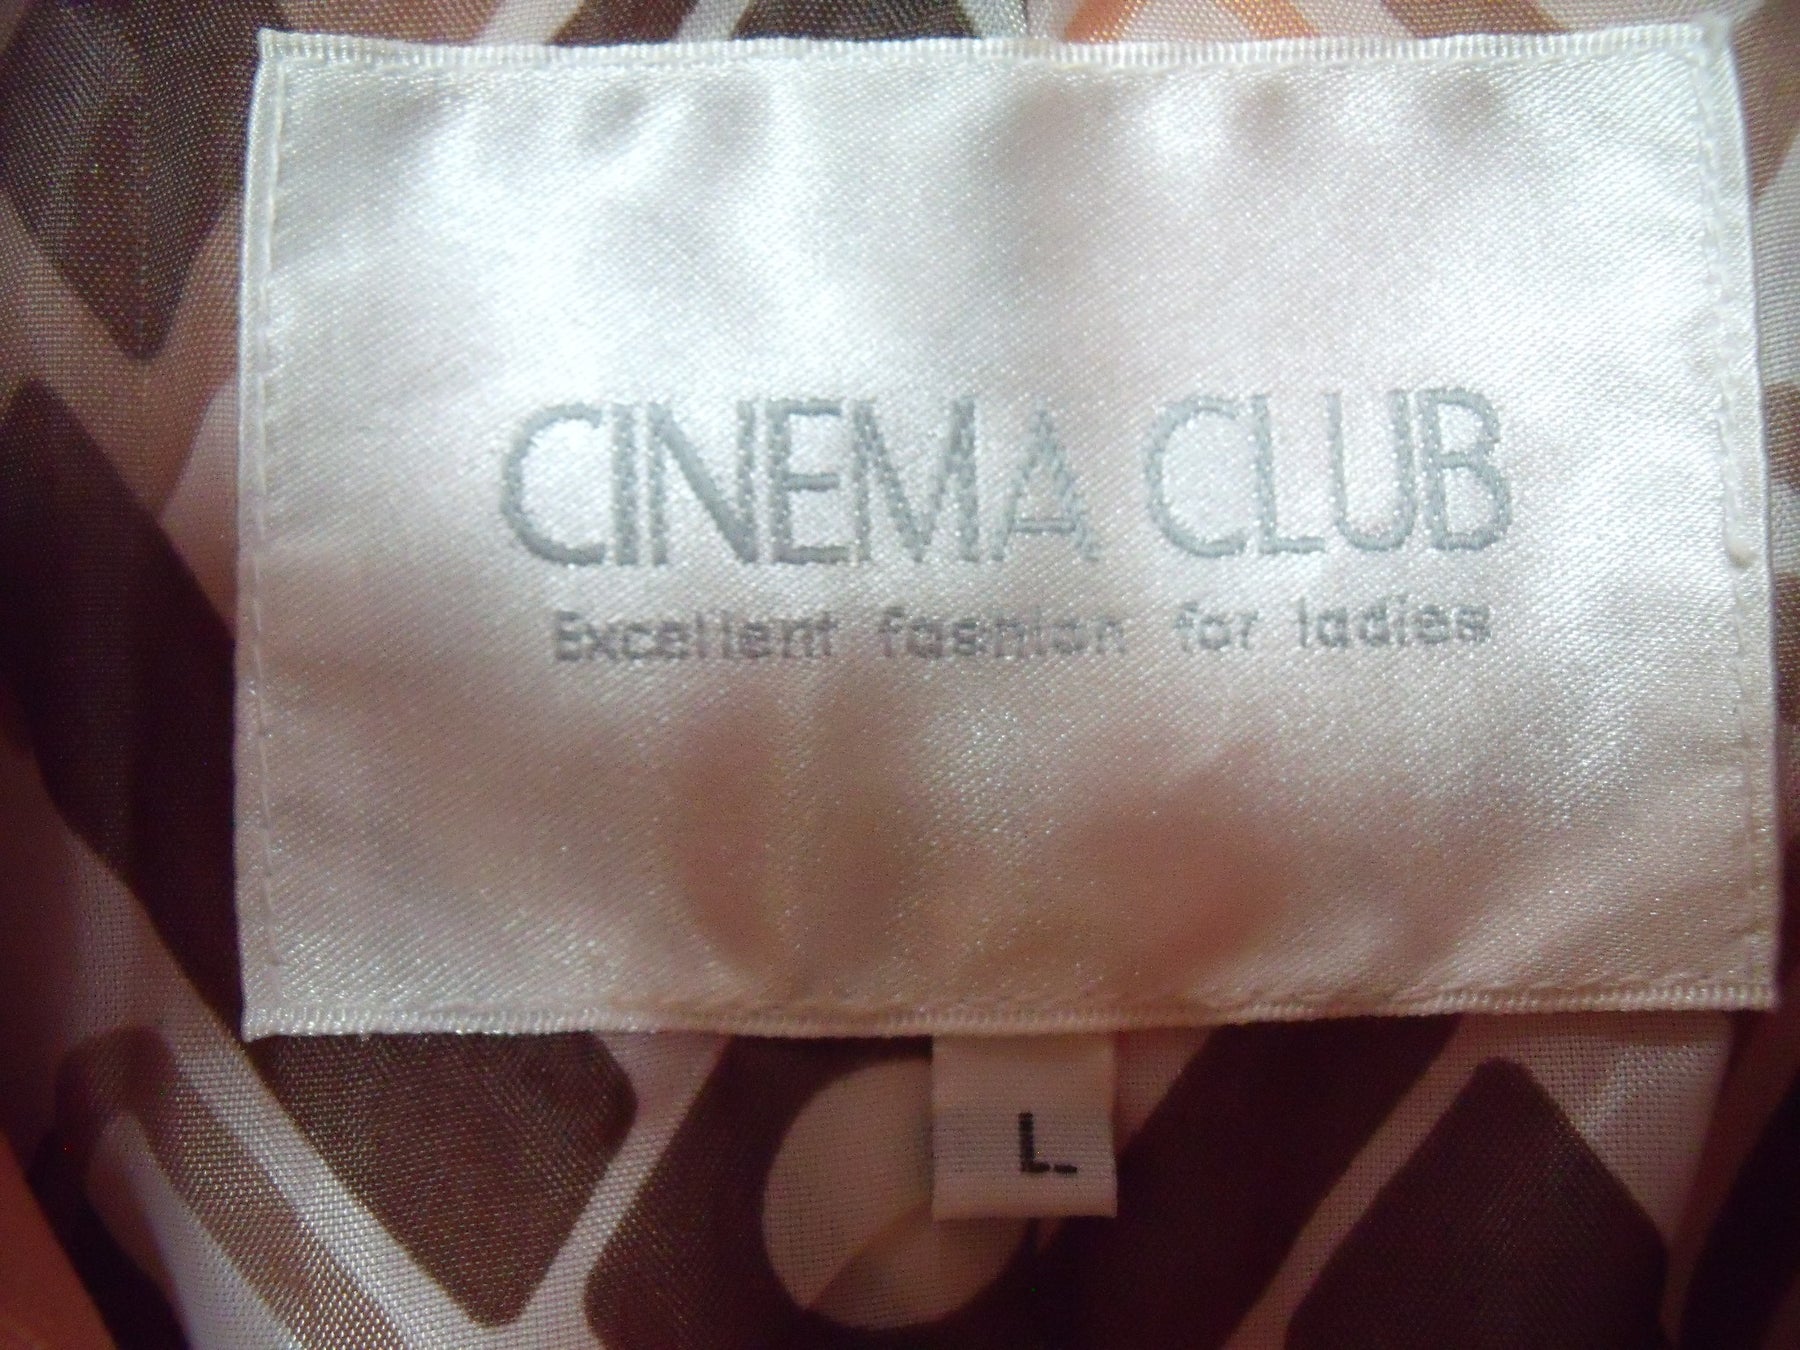 CINEMA CLUB
Excellent fashion for ladies
L